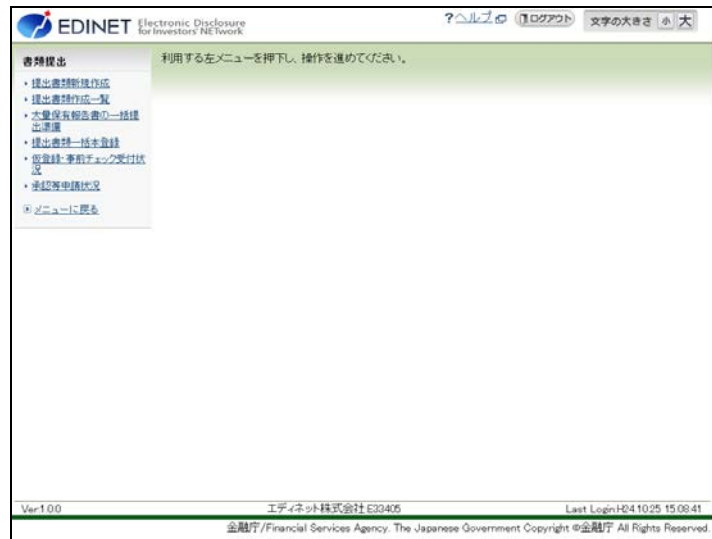 EDINET Electronic Disclosure
for Investors' NETwork
?ヘルプ ログアウト 文字の大きさ 小 大
書類提出
利用する左メニューを押下し、操作を進めてください。
・提出書類新規作成
・提出書類作成一覧
・大量保有報告書の一括提
出準備
・提出書類一括本登録
・仮登録・事前チェック受付状
況
・承認等申請状況
メニューに戻る
Ver.1.0.0 エディネット株式会社 E33405 Last Login:H24.10.25 15:08:41
金融庁/Financial Services Agency. The Japanese Government Copyright ©金融庁 All Rights Reserved.